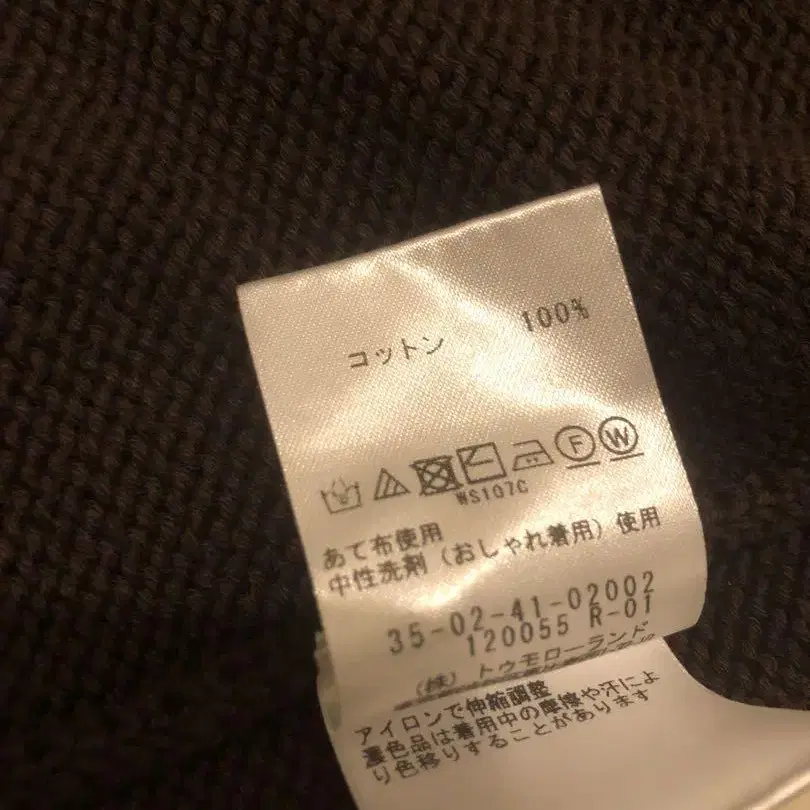 コットン 100%
F W
WS107C
あて布使用
中性洗剤（おしゃれ着用）使用
35-02-41-02002
120055 R-01
（株）トゥモローランド
アイロンで伸縮調整
濃色品は着用中の摩擦や汗によ
り色移りすることがあります